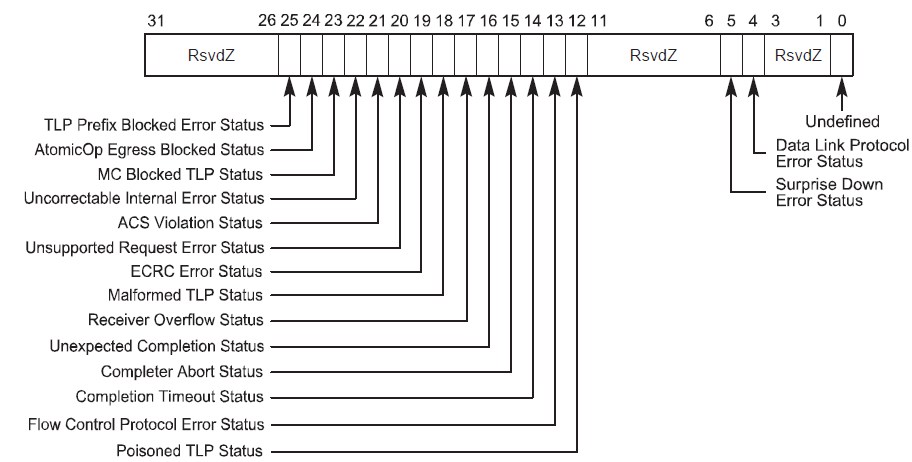 31 26 25 24 23 22 21 20 19 18 17 16 15 14 13 12 11 6 5 4 3 1 0
RsvdZ RsvdZ RsvdZ
TLP Prefix Blocked Error Status
AtomicOp Egress Blocked Status
MC Blocked TLP Status
Uncorrectable Internal Error Status
ACS Violation Status
Unsupported Request Error Status
ECRC Error Status
Malformed TLP Status
Receiver Overflow Status
Unexpected Completion Status
Completer Abort Status
Completion Timeout Status
Flow Control Protocol Error Status
Poisoned TLP Status
Undefined
Data Link Protocol
Error Status
Surprise Down
Error Status